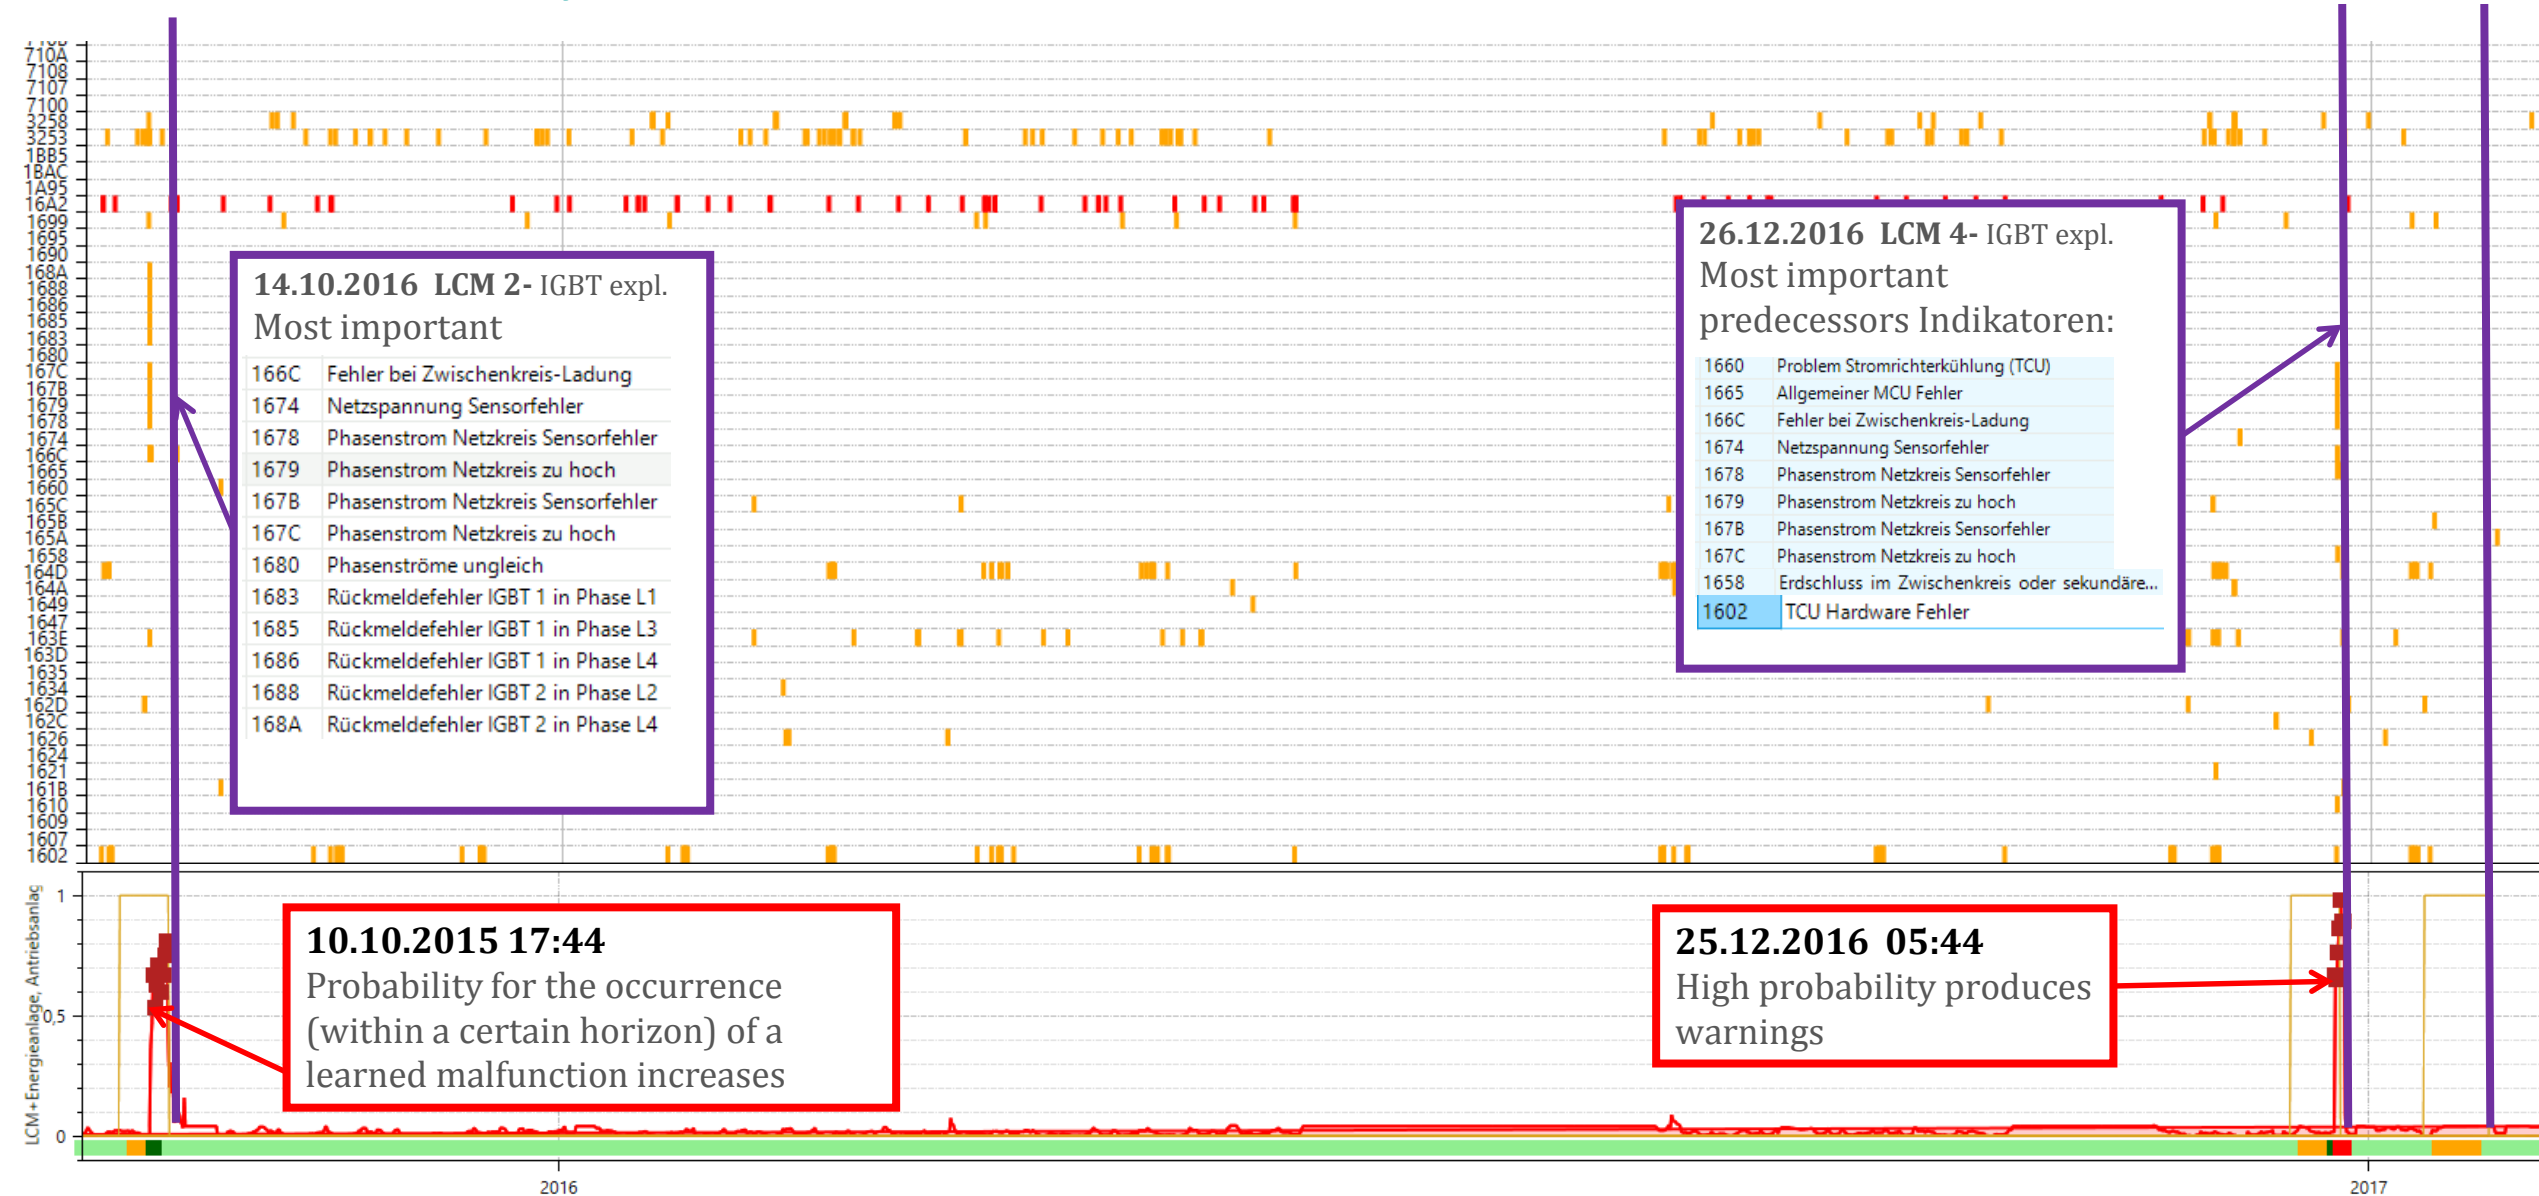 710A
7108
7107
7100
3258
3253
1BB5
1BAC
1A95
16A2
1699
1695
1690
168A
1688
1686
1685
1683
1680
167C
167B
1679
1678
1674
166C
1665
1660
165C
165B
165A
1658
164D
164A
1649
1647
163E
163D
1635
1634
162D
162C
1626
1624
1621
161B
1610
1609
1607
1602
14.10.2016 LCM 2- IGBT expl.
Most important
166C Fehler bei Zwischenkreis-Ladung
1674 Netzspannung Sensorfehler
1678 Phasenstrom Netzkreis Sensorfehler
1679 Phasenstrom Netzkreis zu hoch
167B Phasenstrom Netzkreis Sensorfehler
167C Phasenstrom Netzkreis zu hoch
1680 Phasenströme ungleich
1683 Rückmeldefehler IGBT 1 in Phase L1
1685 Rückmeldefehler IGBT 1 in Phase L3
1686 Rückmeldefehler IGBT 1 in Phase L4
1688 Rückmeldefehler IGBT 2 in Phase L2
168A Rückmeldefehler IGBT 2 in Phase L4
26.12.2016 LCM 4- IGBT expl.
Most important
predecessors Indikatoren:
1660 Problem Stromrichterkühlung (TCU)
1665 Allgemeiner MCU Fehler
166C Fehler bei Zwischenkreis-Ladung
1674 Netzspannung Sensorfehler
1678 Phasenstrom Netzkreis Sensorfehler
1679 Phasenstrom Netzkreis zu hoch
167B Phasenstrom Netzkreis Sensorfehler
167C Phasenstrom Netzkreis zu hoch
1658 Erdschluss im Zwischenkreis oder sekundäre...
1602 TCU Hardware Fehler
LCM+Energieanlage, Antriebsanlag
1
0,5
0
10.10.2015 17:44
Probability for the occurrence
(within a certain horizon) of a
learned malfunction increases
25.12.2016 05:44
High probability produces
warnings
2016
2017